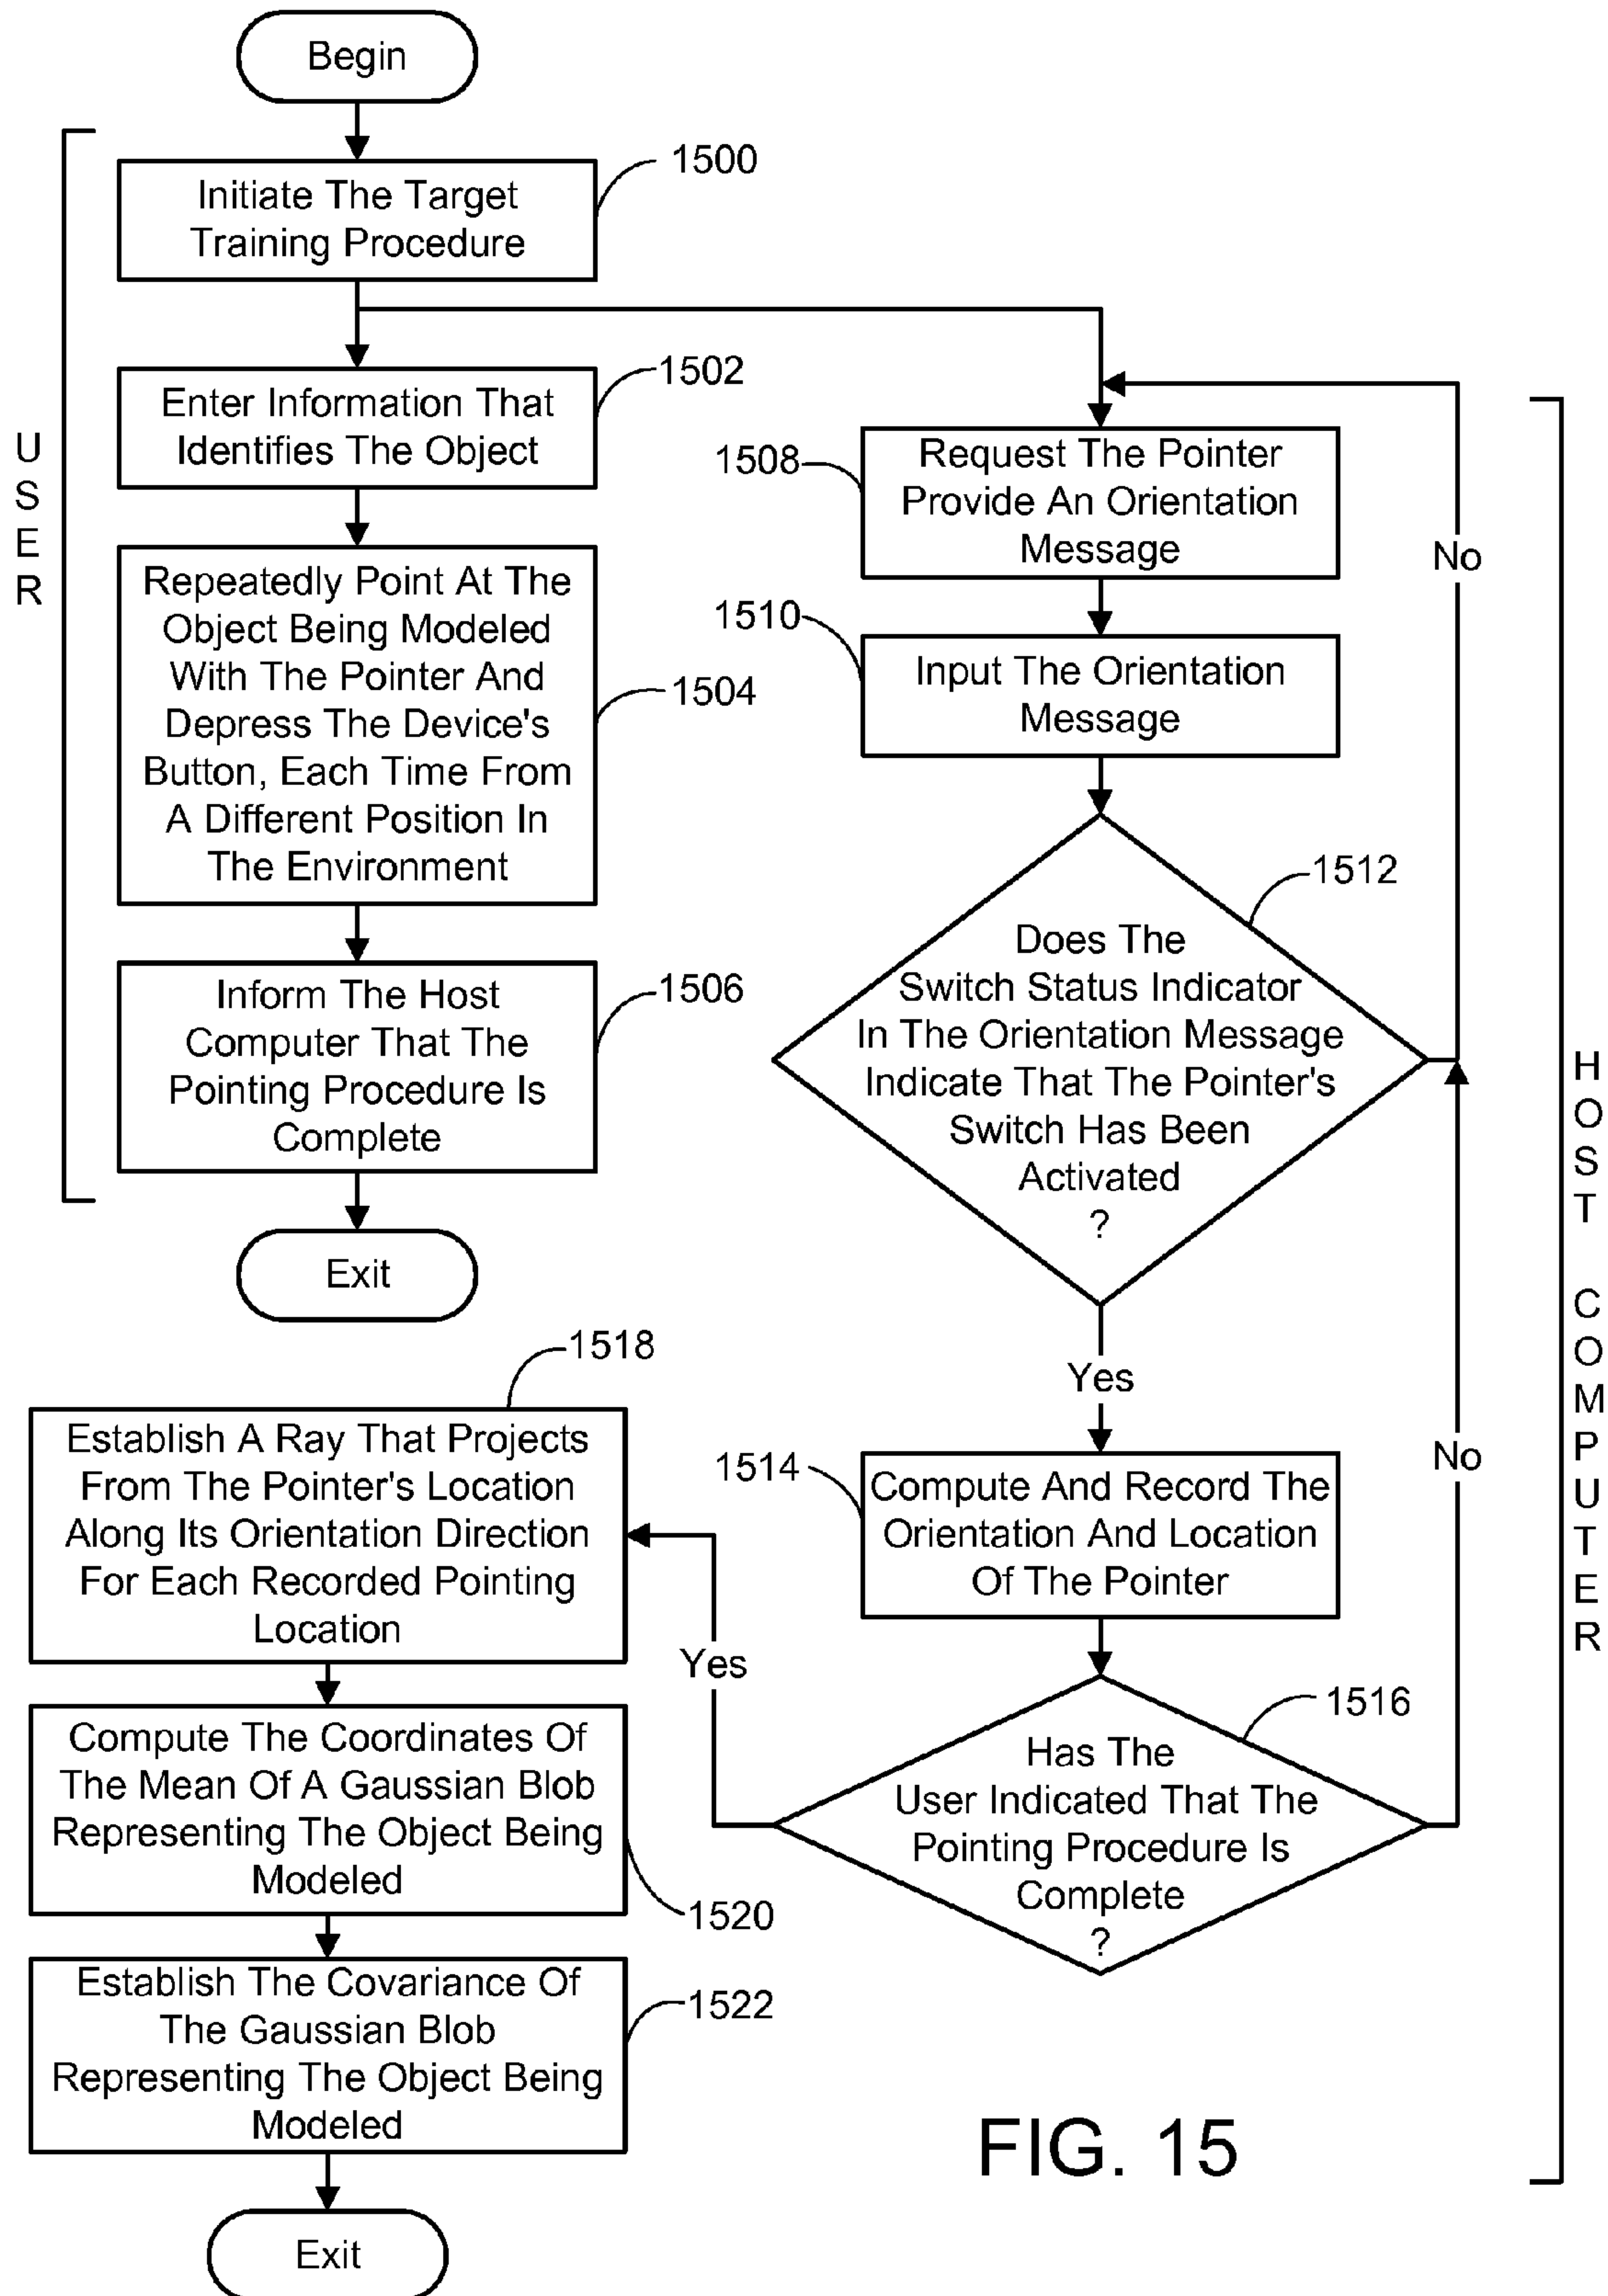 Begin
1500
Initiate The Target
Training Procedure
1502
Enter Information That
Identifies The Object
USER
1504
Repeatedly Point At The
Object Being Modeled
With The Pointer And
Depress The Device's
Button, Each Time From
A Different Position In
The Environment
1506
Inform The Host
Computer That The
Pointing Procedure Is
Complete
Exit
1508
Request The Pointer
Provide An Orientation
Message
No
1510
Input The Orientation
Message
1512
Does The
Switch Status Indicator
In The Orientation Message
Indicate That The Pointer's
Switch Has Been
Activated
?
HOST COMPUTER
Yes
1514
Compute And Record The
Orientation And Location
Of The Pointer
No
1516
Has The
User Indicated That The
Pointing Procedure Is
Complete
?
Yes
1518
Establish A Ray That Projects
From The Pointer's Location
Along Its Orientation Direction
For Each Recorded Pointing
Location
Compute The Coordinates Of
The Mean Of A Gaussian Blob
Representing The Object Being
Modeled
1520
Establish The Covariance Of
The Gaussian Blob
Representing The Object Being
Modeled
1522
Exit
FIG. 15